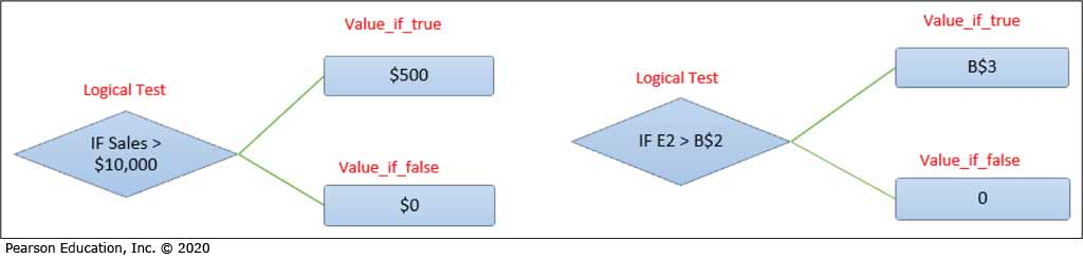 Value_if_true
$500
Logical Test
IF Sales >
$10,000
Value_if_false
$0
Value_if_true
B$3
Logical Test
IF E2 > B$2
Value_if_false
0
Pearson Education, Inc. © 2020